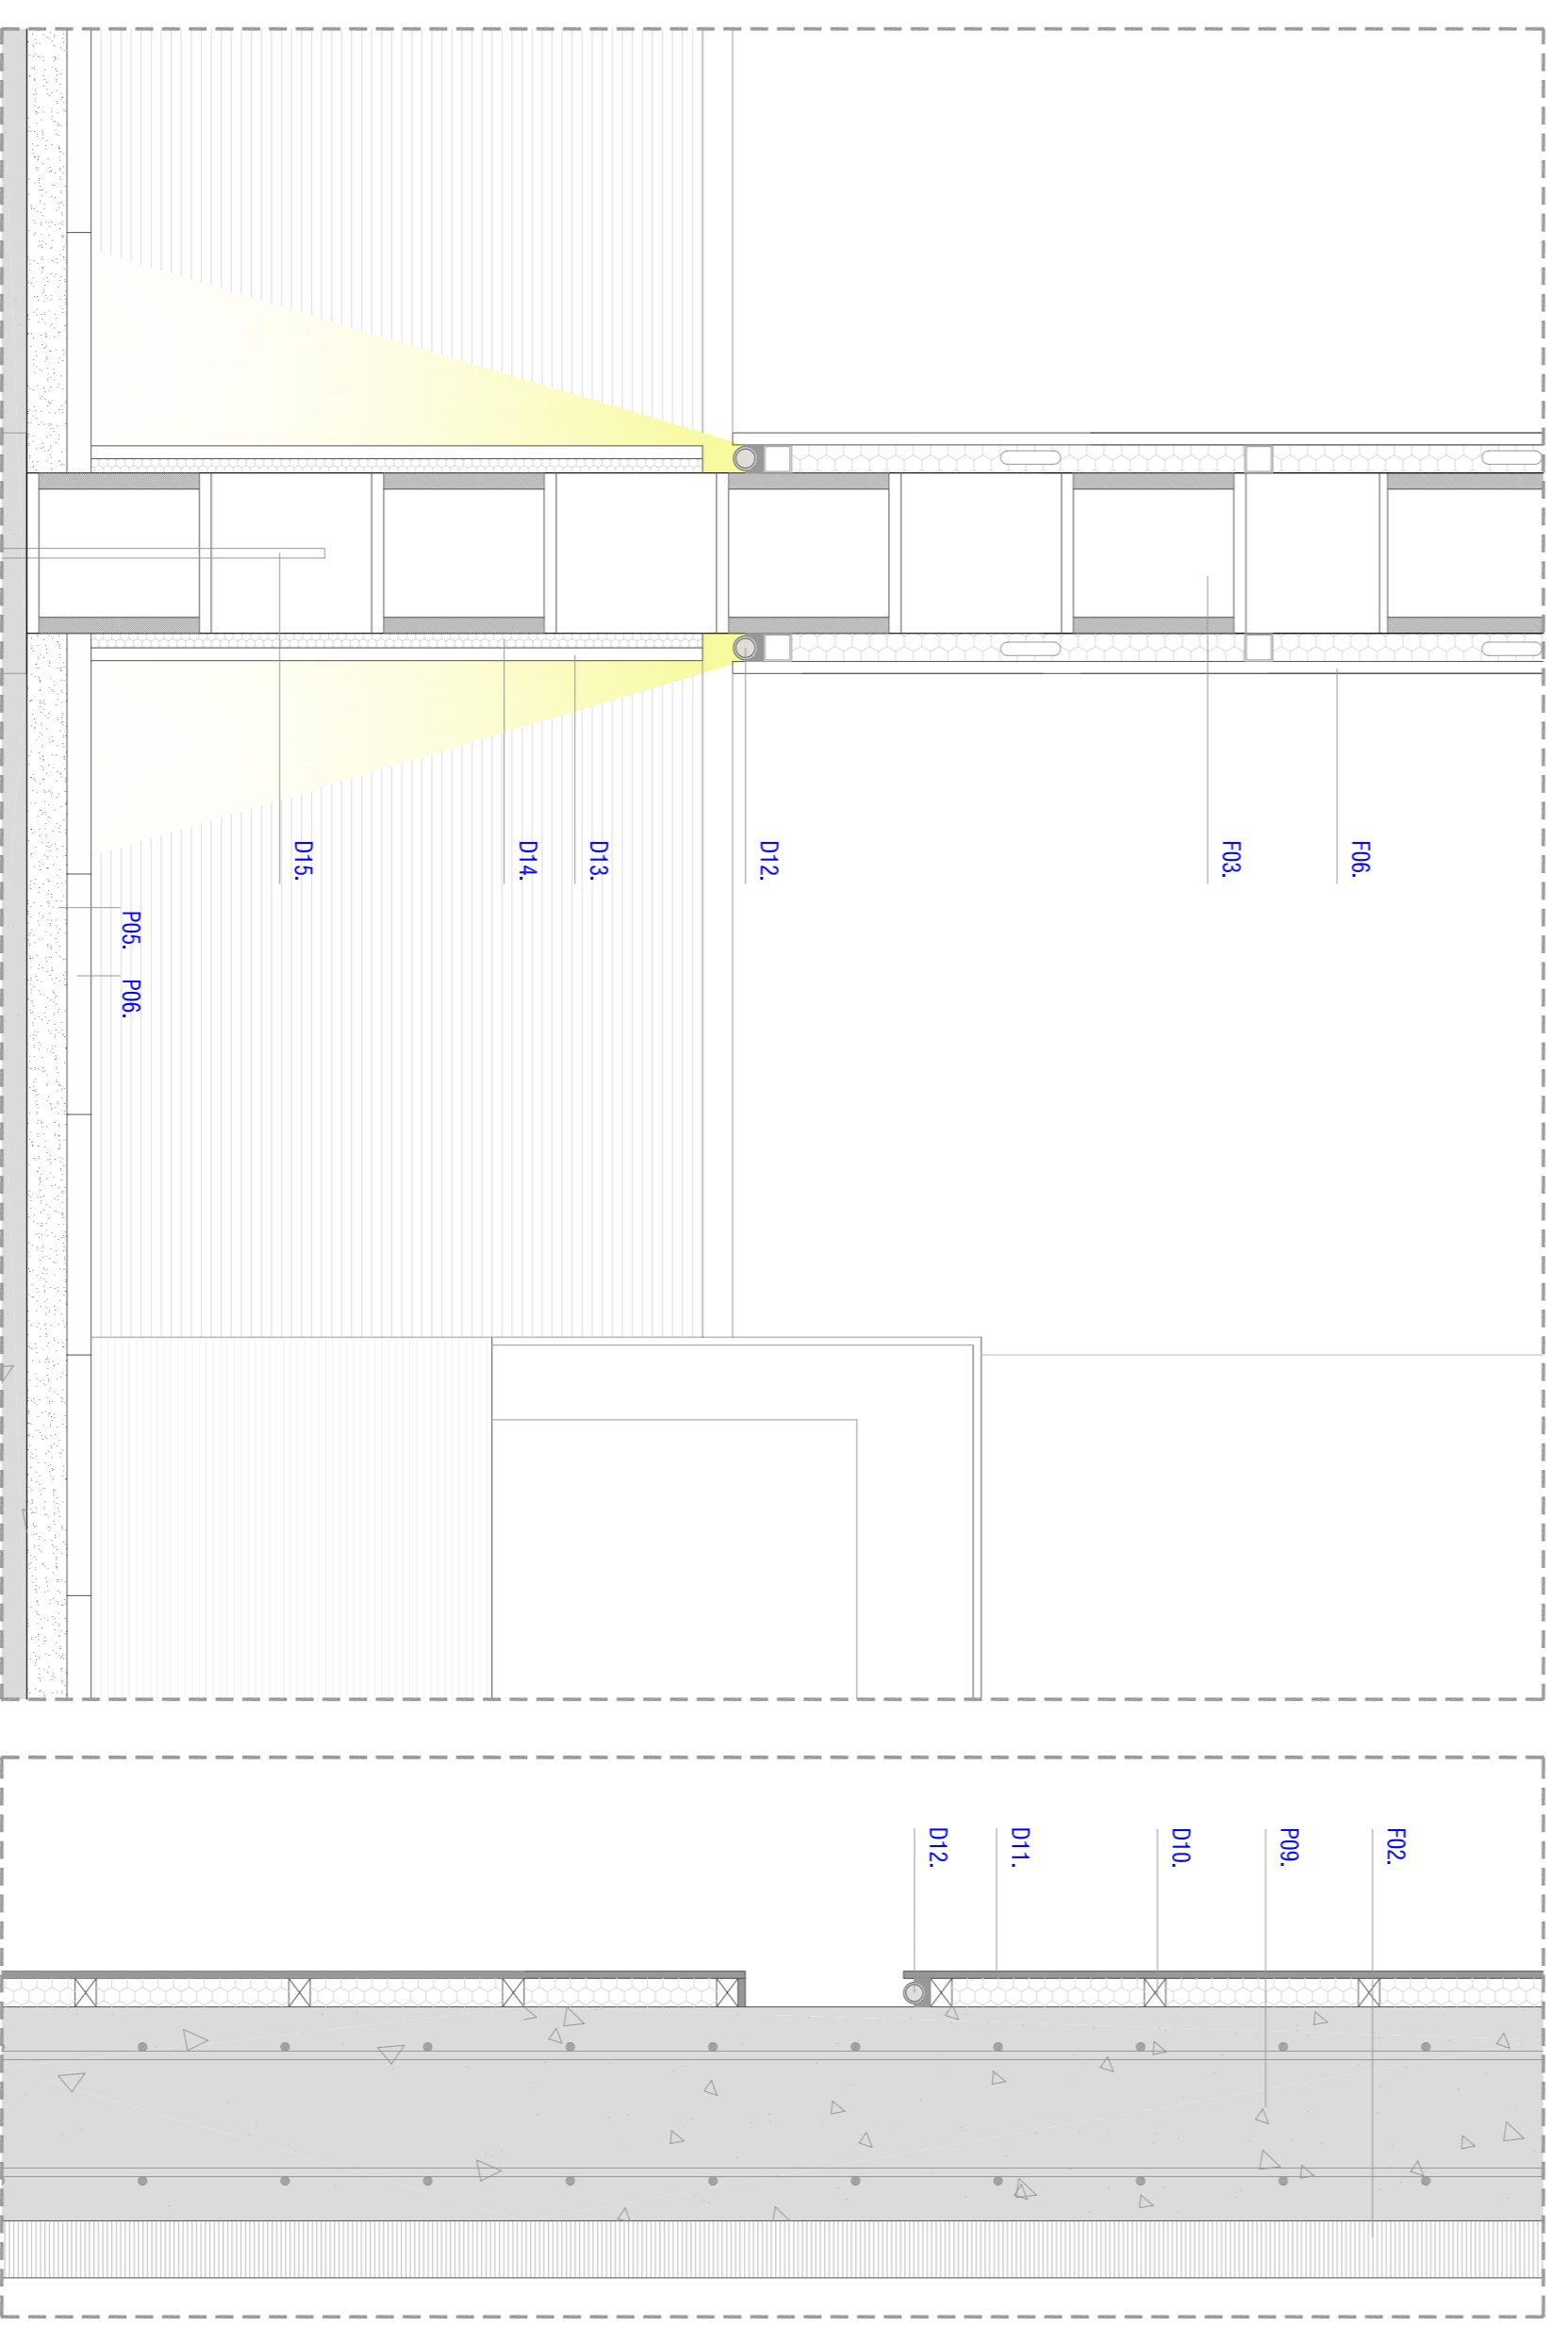 F06.
F03.
D12.
D13.
D14.
D15.
P05.
P06.
F02.
P09.
D10.
D11.
D12.